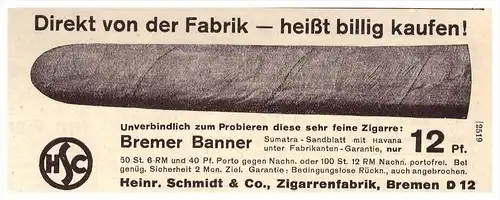 Direkt von der Fabrik — heißt billig kaufen!
2519
Unverbindlich zum Probieren diese sehr feine Zigarre:
Bremer Banner Sumatra-Sandblatt mit Havana unter Fabrikanten-Garantie, nur 12 Pf.
50 St. 6-RM und 40 Pf. Porto gegen Nachn. oder 100 St. 12 RM Nachn. portofrei. Bei
genüg. Sicherheit 2 Mon. Ziel. Garantie: Bedingungslose Rückn., auch angebrochen.
HSC
Heinr. Schmidt & Co., Zigarrenfabrik, Bremen D 12